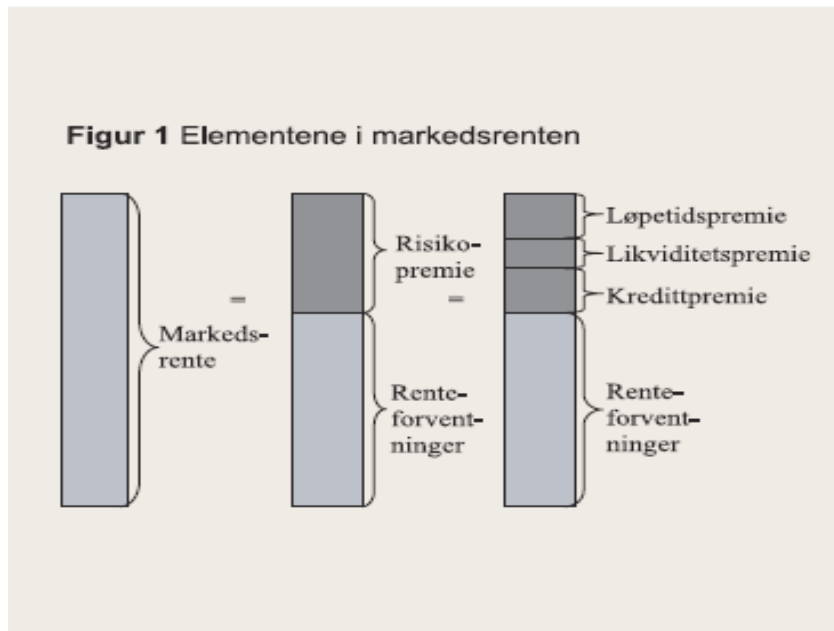 Figur 1 Elementene i markedsrenten
=
Markeds-
rente
Risiko-
premie
Rente-
forvent-
ninger
=
Løpetidspremie
Likviditetspremie
Kredittpremie
Rente-
forvent-
ninger